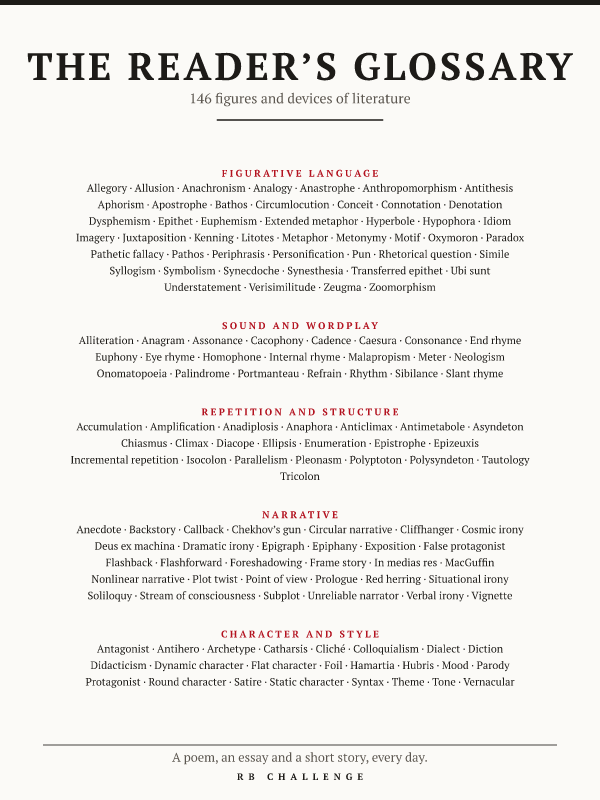 THE READER’S GLOSSARY
146 figures and devices of literature
FIGURATIVE LANGUAGE
Allegory · Allusion · Anachronism · Analogy · Anastrophe · Anthropomorphism · Antithesis
Aphorism · Apostrophe · Bathos · Circumlocution · Conceit · Connotation · Denotation
Dysphemism · Epithet · Euphemism · Extended metaphor · Hyperbole · Hypophora · Idiom
Imagery · Juxtaposition · Kenning · Litotes · Metaphor · Metonymy · Motif · Oxymoron · Paradox
Pathetic fallacy · Pathos · Periphrasis · Personification · Pun · Rhetorical question · Simile
Syllogism · Symbolism · Synecdoche · Synesthesia · Transferred epithet · Ubi sunt
Understatement · Verisimilitude · Zeugma · Zoomorphism
SOUND AND WORDPLAY
Alliteration · Anagram · Assonance · Cacophony · Cadence · Caesura · Consonance · End rhyme
Euphony · Eye rhyme · Homophone · Internal rhyme · Malapropism · Meter · Neologism
Onomatopoeia · Palindrome · Portmanteau · Refrain · Rhythm · Sibilance · Slant rhyme
REPETITION AND STRUCTURE
Accumulation · Amplification · Anadiplosis · Anaphora · Anticlimax · Antimetabole · Asyndeton
Chiasmus · Climax · Diacope · Ellipsis · Enumeration · Epistrophe · Epizeuxis
Incremental repetition · Isocolon · Parallelism · Pleonasm · Polyptoton · Polysyndeton · Tautology
Tricolon
NARRATIVE
Anecdote · Backstory · Callback · Chekhov’s gun · Circular narrative · Cliffhanger · Cosmic irony
Deus ex machina · Dramatic irony · Epigraph · Epiphany · Exposition · False protagonist
Flashback · Flashforward · Foreshadowing · Frame story · In medias res · MacGuffin
Nonlinear narrative · Plot twist · Point of view · Prologue · Red herring · Situational irony
Soliloquy · Stream of consciousness · Subplot · Unreliable narrator · Verbal irony · Vignette
CHARACTER AND STYLE
Antagonist · Antihero · Archetype · Catharsis · Cliché · Colloquialism · Dialect · Diction
Didacticism · Dynamic character · Flat character · Foil · Hamartia · Hubris · Mood · Parody
Protagonist · Round character · Satire · Static character · Syntax · Theme · Tone · Vernacular
A poem, an essay and a short story, every day.
RB CHALLENGE